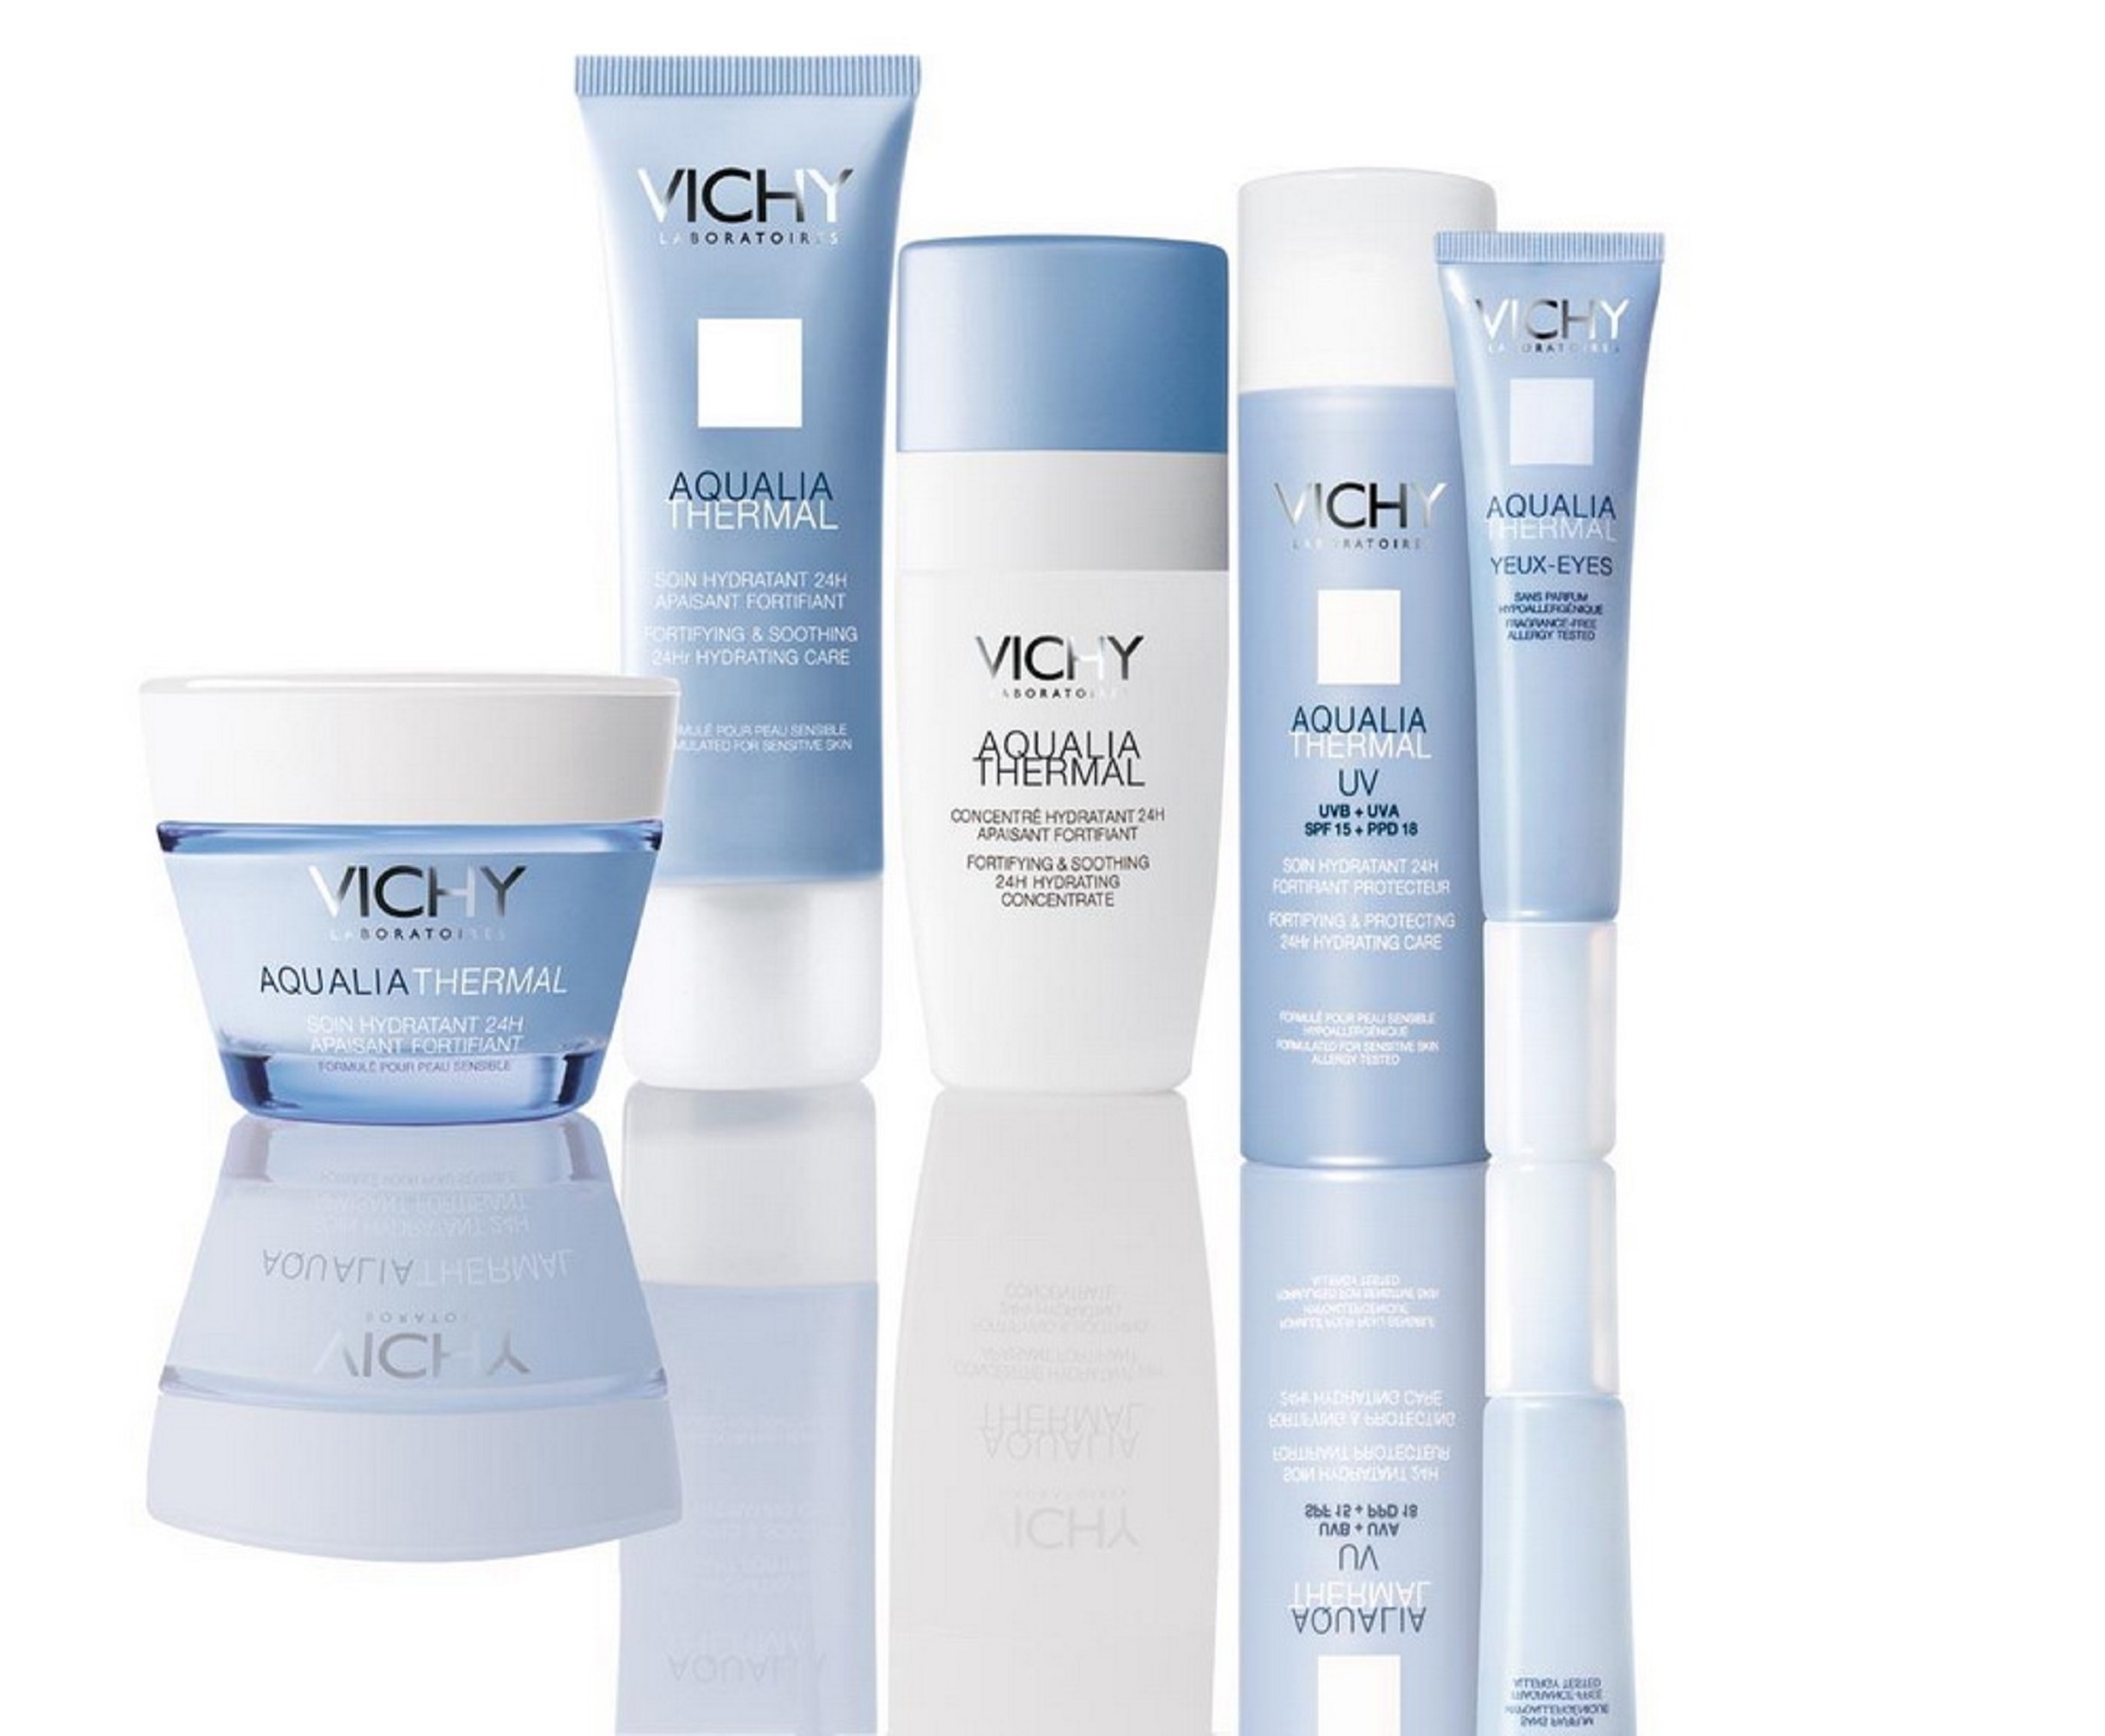 VICHY
LABORATOIRES
AQUALIA THERMAL
SOIN HYDRATANT 24H
APAISANT FORTIFIANT
FORMULÉ POUR PEAU SENSIBLE
VICHY
LABORATOIRES
AQUALIA
THERMAL
SOIN HYDRATANT 24H
APAISANT FORTIFIANT
FORTIFYING & SOOTHING
24Hr HYDRATING CARE
POUR PEAU SENSIBLE
FOR SENSITIVE SKIN
VICHY
LABORATOIRES
AQUALIA
THERMAL
CONCENTRÉ HYDRATANT 24H
APAISANT FORTIFIANT
FORTIFYING & SOOTHING
24H HYDRATING
CONCENTRATE
VICHY
LABORATOIRES
AQUALIA
THERMAL
UV
UVB + UVA
SPF 15 + PPD 18
SOIN HYDRATANT 24H
FORTIFIANT PROTECTEUR
FORTIFYING & PROTECTING
24Hr HYDRATING CARE
FORMULÉ POUR PEAU SENSIBLE
HYPOALLERGÉNIQUE
FORMULATED FOR SENSITIVE SKIN
ALLERGY TESTED
VICHY
LABORATOIRES
AQUALIA
THERMAL
YEUX-EYES
SANS PARFUM
HYPOALLERGÉNIQUE
FRAGRANCE-FREE
ALLERGY TESTED